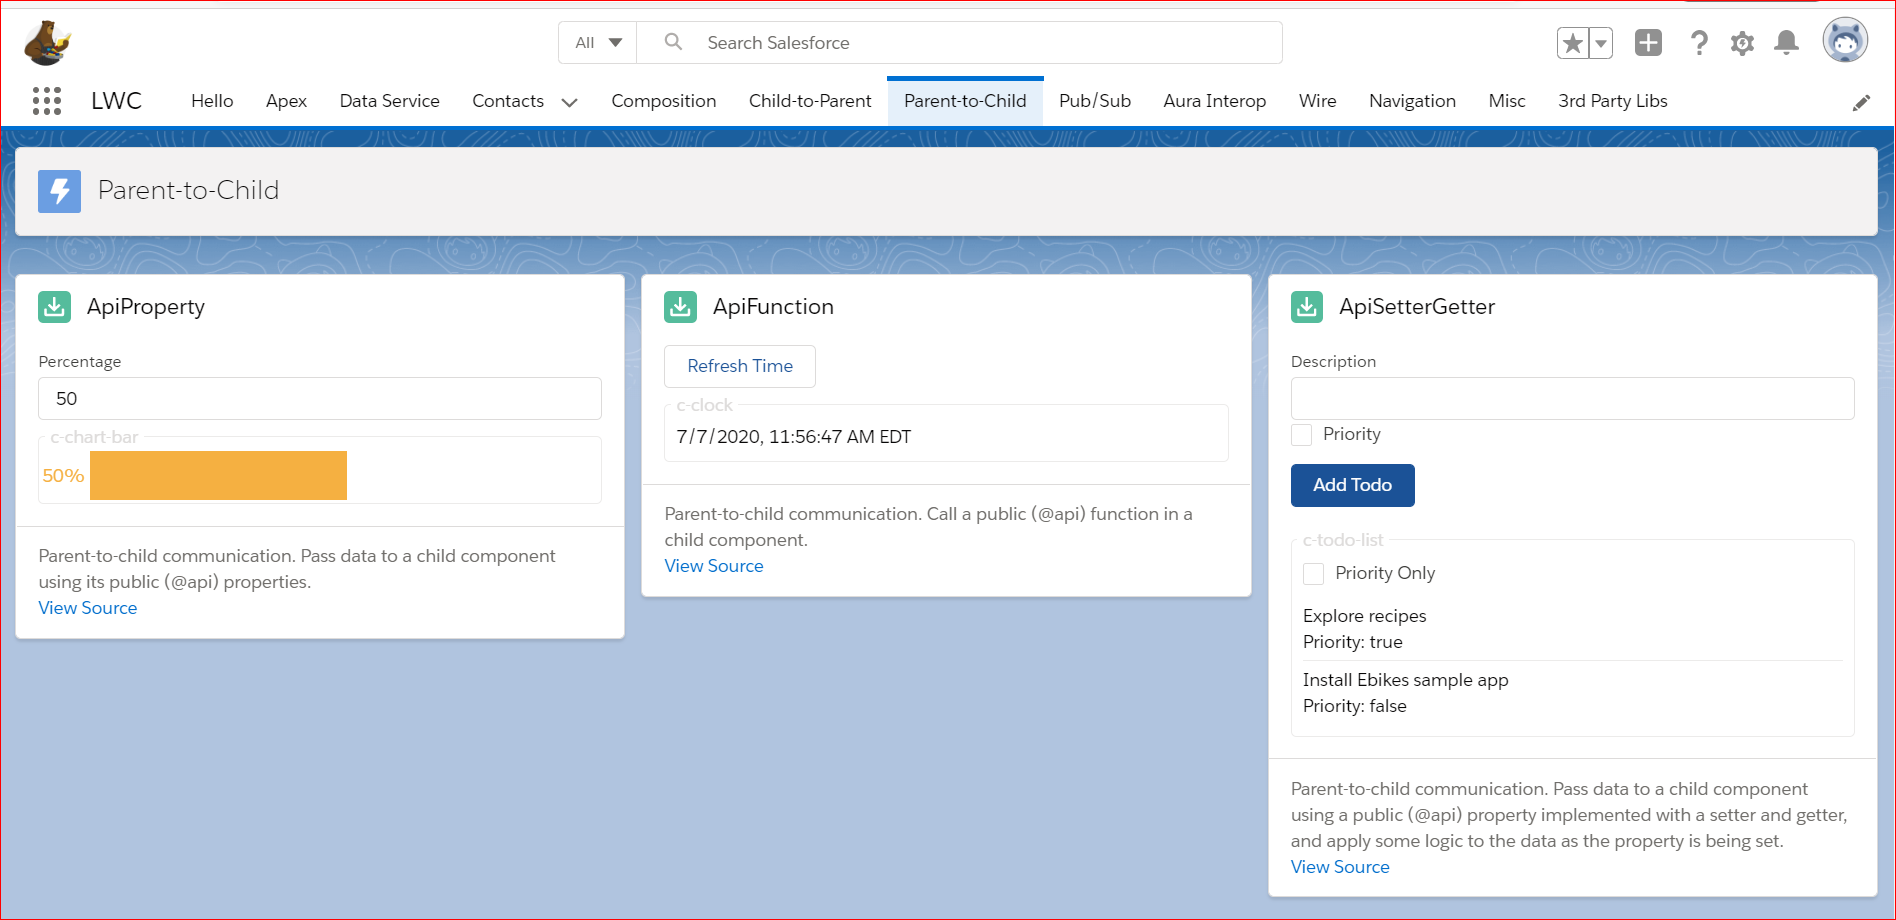 All
Search Salesforce
LWC
Hello
Apex
Data Service
Contacts
Composition
Child-to-Parent
Parent-to-Child
Pub/Sub
Aura Interop
Wire
Navigation
Misc
3rd Party Libs
Parent-to-Child
ApiProperty
Percentage
50
c-chart-bar
50%
Parent-to-child communication. Pass data to a child component
using its public (@api) properties.
View Source
ApiFunction
Refresh Time
c-clock
7/7/2020, 11:56:47 AM EDT
Parent-to-child communication. Call a public (@api) function in a
child component.
View Source
ApiSetterGetter
Description
Priority
Add Todo
c-todo-list
Priority Only
Explore recipes
Priority: true
Install Ebikes sample app
Priority: false
Parent-to-child communication. Pass data to a child component
using a public (@api) property implemented with a setter and getter,
and apply some logic to the data as the property is being set.
View Source